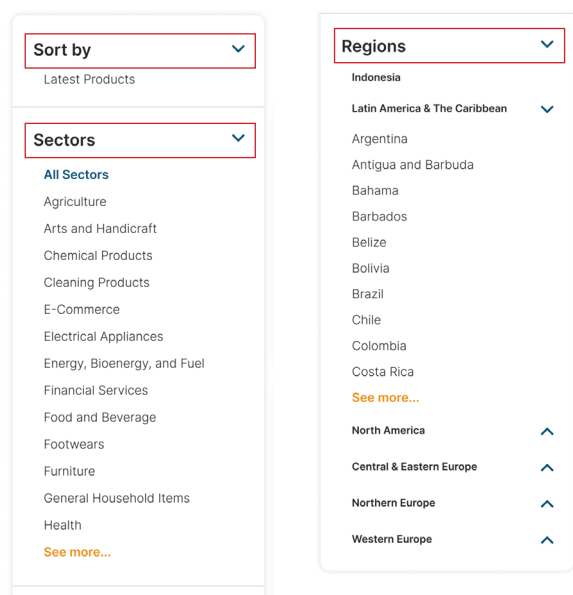 Sort by
Latest Products
Sectors
All Sectors
Agriculture
Arts and Handicraft
Chemical Products
Cleaning Products
E-Commerce
Electrical Appliances
Energy, Bioenergy, and Fuel
Financial Services
Food and Beverage
Footwears
Furniture
General Household Items
Health
See more...
Regions
Indonesia
Latin America & The Caribbean
Argentina
Antigua and Barbuda
Bahama
Barbados
Belize
Bolivia
Brazil
Chile
Colombia
Costa Rica
See more...
North America
Central & Eastern Europe
Northern Europe
Western Europe